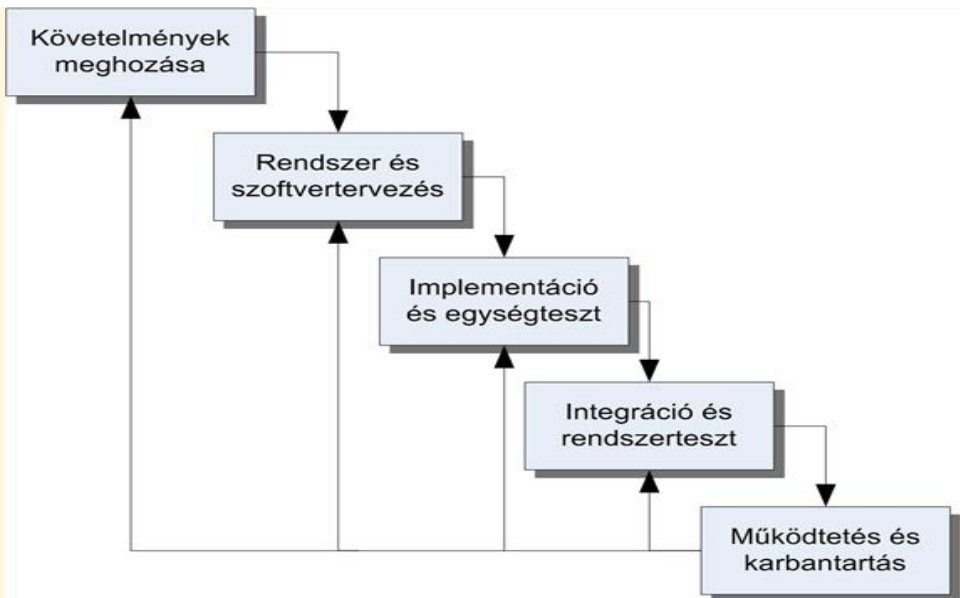 Követelmények
meghozása
Rendszer és
szoftvertervezés
Implementáció
és egységteszt
Integráció és
rendszerteszt
Működtetés és
karbantartás